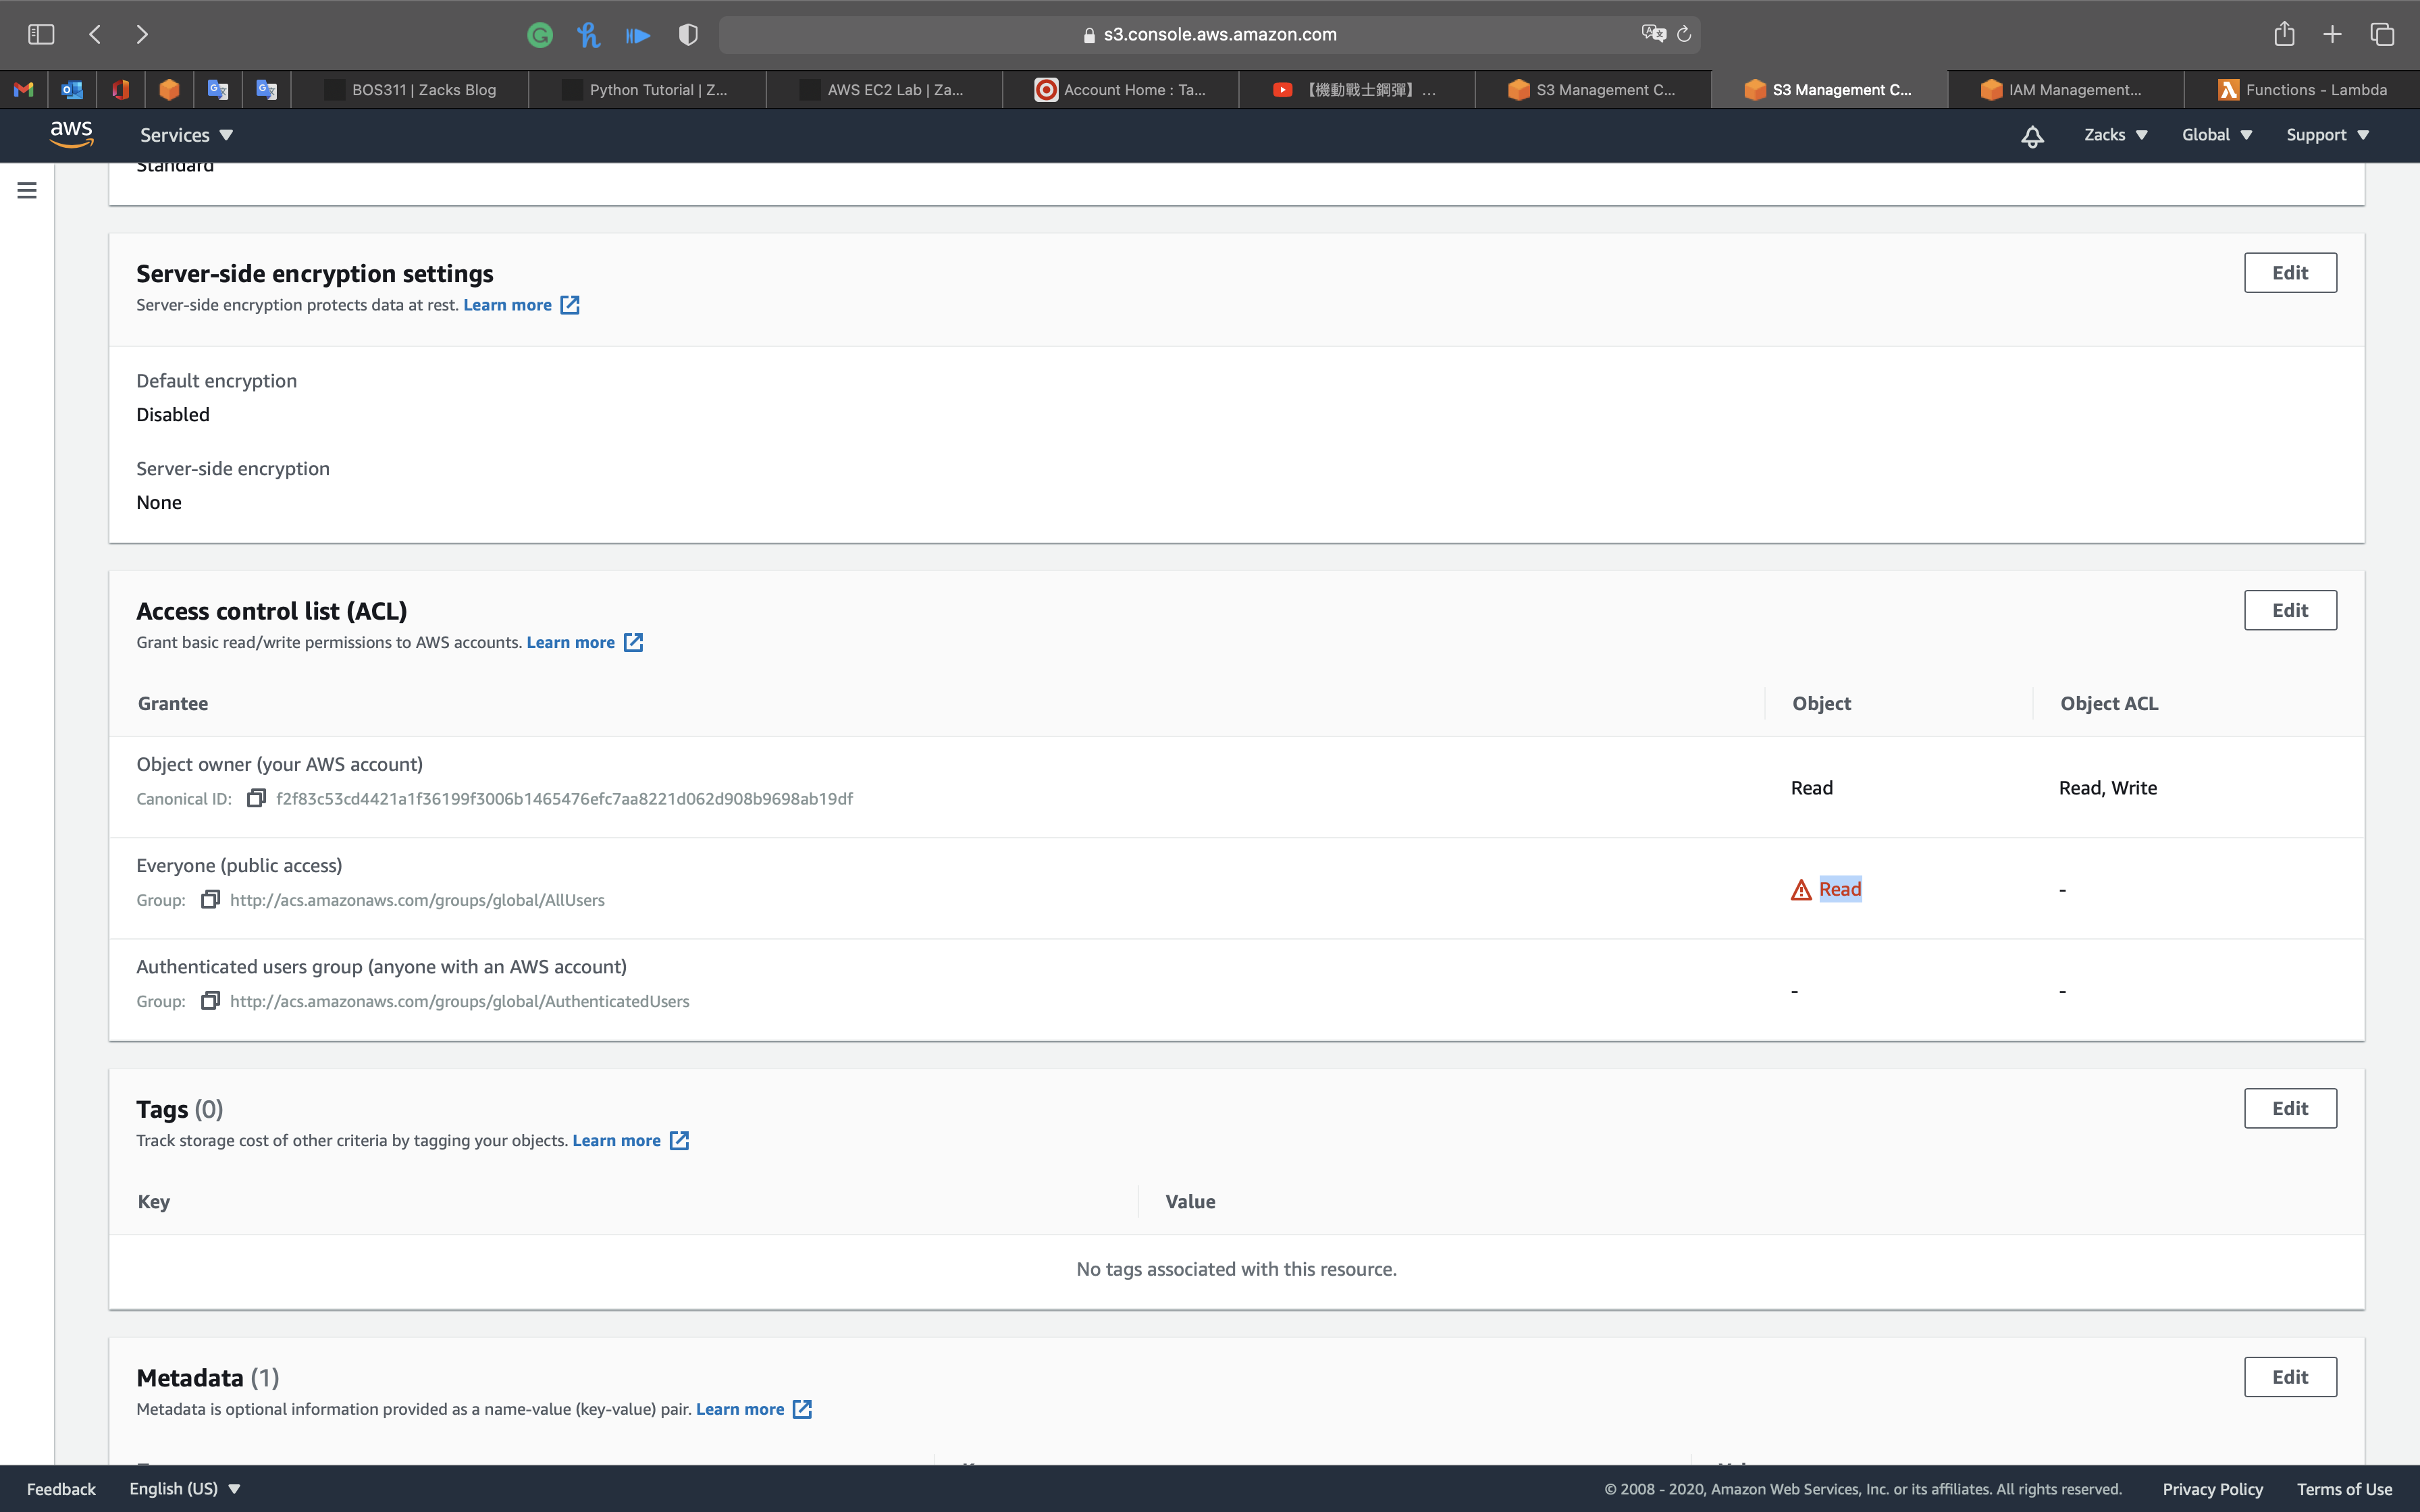 s3.console.aws.amazon.com
BOS311 | Zacks Blog
Python Tutorial | Z...
AWS EC2 Lab | Za...
Account Home : Ta...
【機動戦士鋼彈】...
S3 Management C...
S3 Management C...
IAM Management...
Functions - Lambda
aws
Services
Zacks
Global
Support
Standard
Server-side encryption settings
Edit
Server-side encryption protects data at rest. Learn more
Default encryption
Disabled
Server-side encryption
None
Access control list (ACL)
Edit
Grant basic read/write permissions to AWS accounts. Learn more
Grantee
Object
Object ACL
Object owner (your AWS account)
Canonical ID: f2f83c53cd4421a1f36199f3006b1465476efc7aa8221d062d908b9698ab19df
Read
Read, Write
Everyone (public access)
Group: http://acs.amazonaws.com/groups/global/AllUsers
Read
-
Authenticated users group (anyone with an AWS account)
Group: http://acs.amazonaws.com/groups/global/AuthenticatedUsers
-
-
Tags (0)
Edit
Track storage cost of other criteria by tagging your objects. Learn more
Key
Value
No tags associated with this resource.
Metadata (1)
Edit
Metadata is optional information provided as a name-value (key-value) pair. Learn more
Feedback
English (US)
© 2008 - 2020, Amazon Web Services, Inc. or its affiliates. All rights reserved.
Privacy Policy
Terms of Use